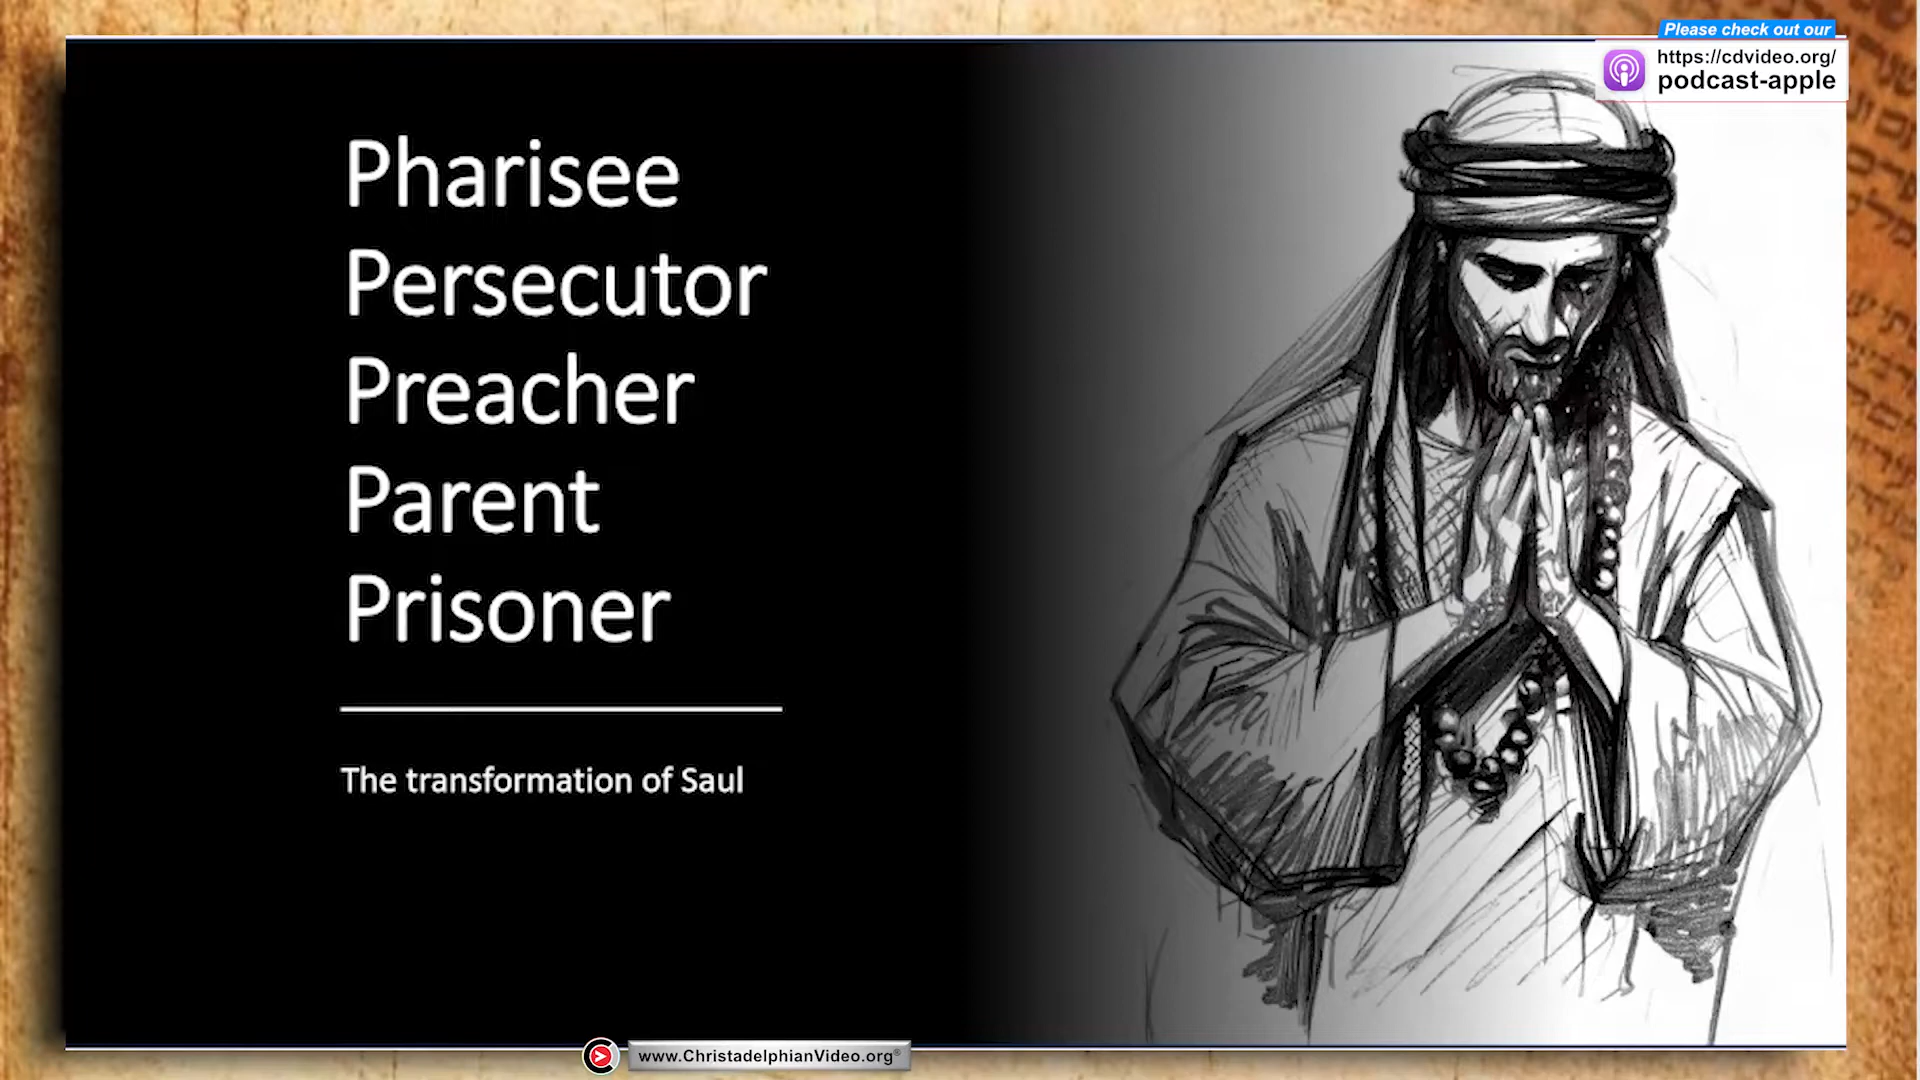 Please check out our
https://cdvideo.org/
podcast-apple
Pharisee
Persecutor
Preacher
Parent
Prisoner
The transformation of Saul
www.ChristadelphianVideo.org®